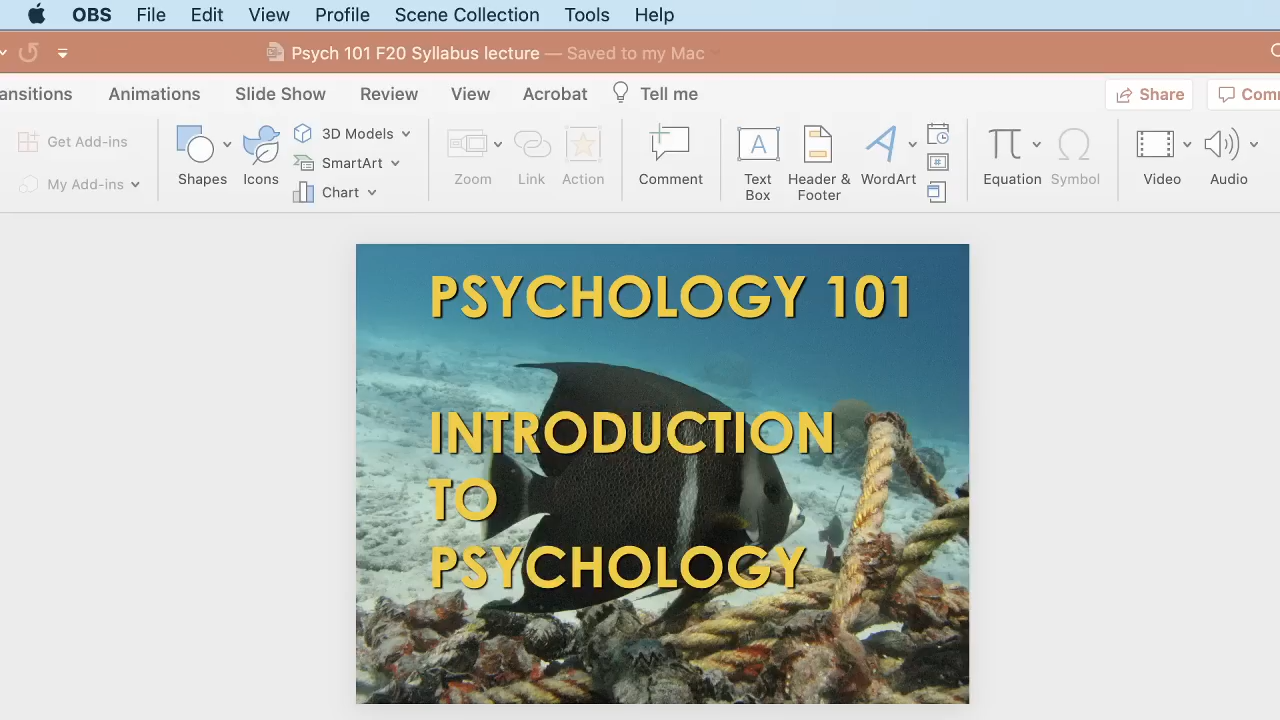 OBS File Edit View Profile Scene Collection Tools Help
Psych 101 F20 Syllabus lecture — Saved to my Mac
ansitions Animations Slide Show Review View Acrobat Tell me Share Comm
Get Add-ins
My Add-ins
Shapes
Icons
3D Models
SmartArt
Chart
Zoom
Link
Action
Comment
Text
Box
Header &
Footer
WordArt
Equation
Symbol
Video
Audio
PSYCHOLOGY 101
INTRODUCTION
TO
PSYCHOLOGY